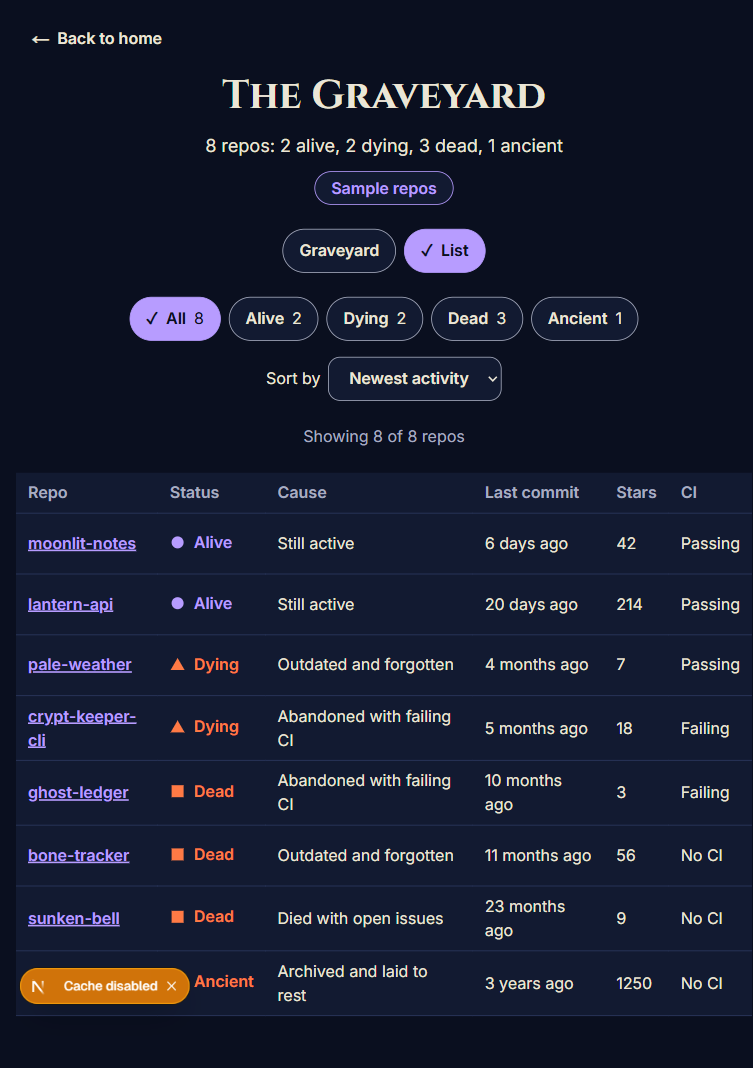 ← Back to home
The Graveyard
8 repos: 2 alive, 2 dying, 3 dead, 1 ancient
Sample repos
Graveyard ✓ List
✓ All 8 Alive 2 Dying 2 Dead 3 Ancient 1
Sort by Newest activity
Showing 8 of 8 repos
Repo Status Cause Last commit Stars CI
moonlit-notes Alive Still active 6 days ago 42 Passing
lantern-api Alive Still active 20 days ago 214 Passing
pale-weather Dying Outdated and forgotten 4 months ago 7 Passing
crypt-keeper-
cli
Dying
Abandoned with failing
CI
5 months ago 18 Failing
ghost-ledger Dead
Abandoned with failing
CI
10 months
ago
3 Failing
bone-tracker Dead Outdated and forgotten 11 months ago 56 No CI
sunken-bell Dead Died with open issues
23 months
ago
9 No CI
N Cache disabled ×
Ancient
Archived and laid to
rest
3 years ago 1250 No CI